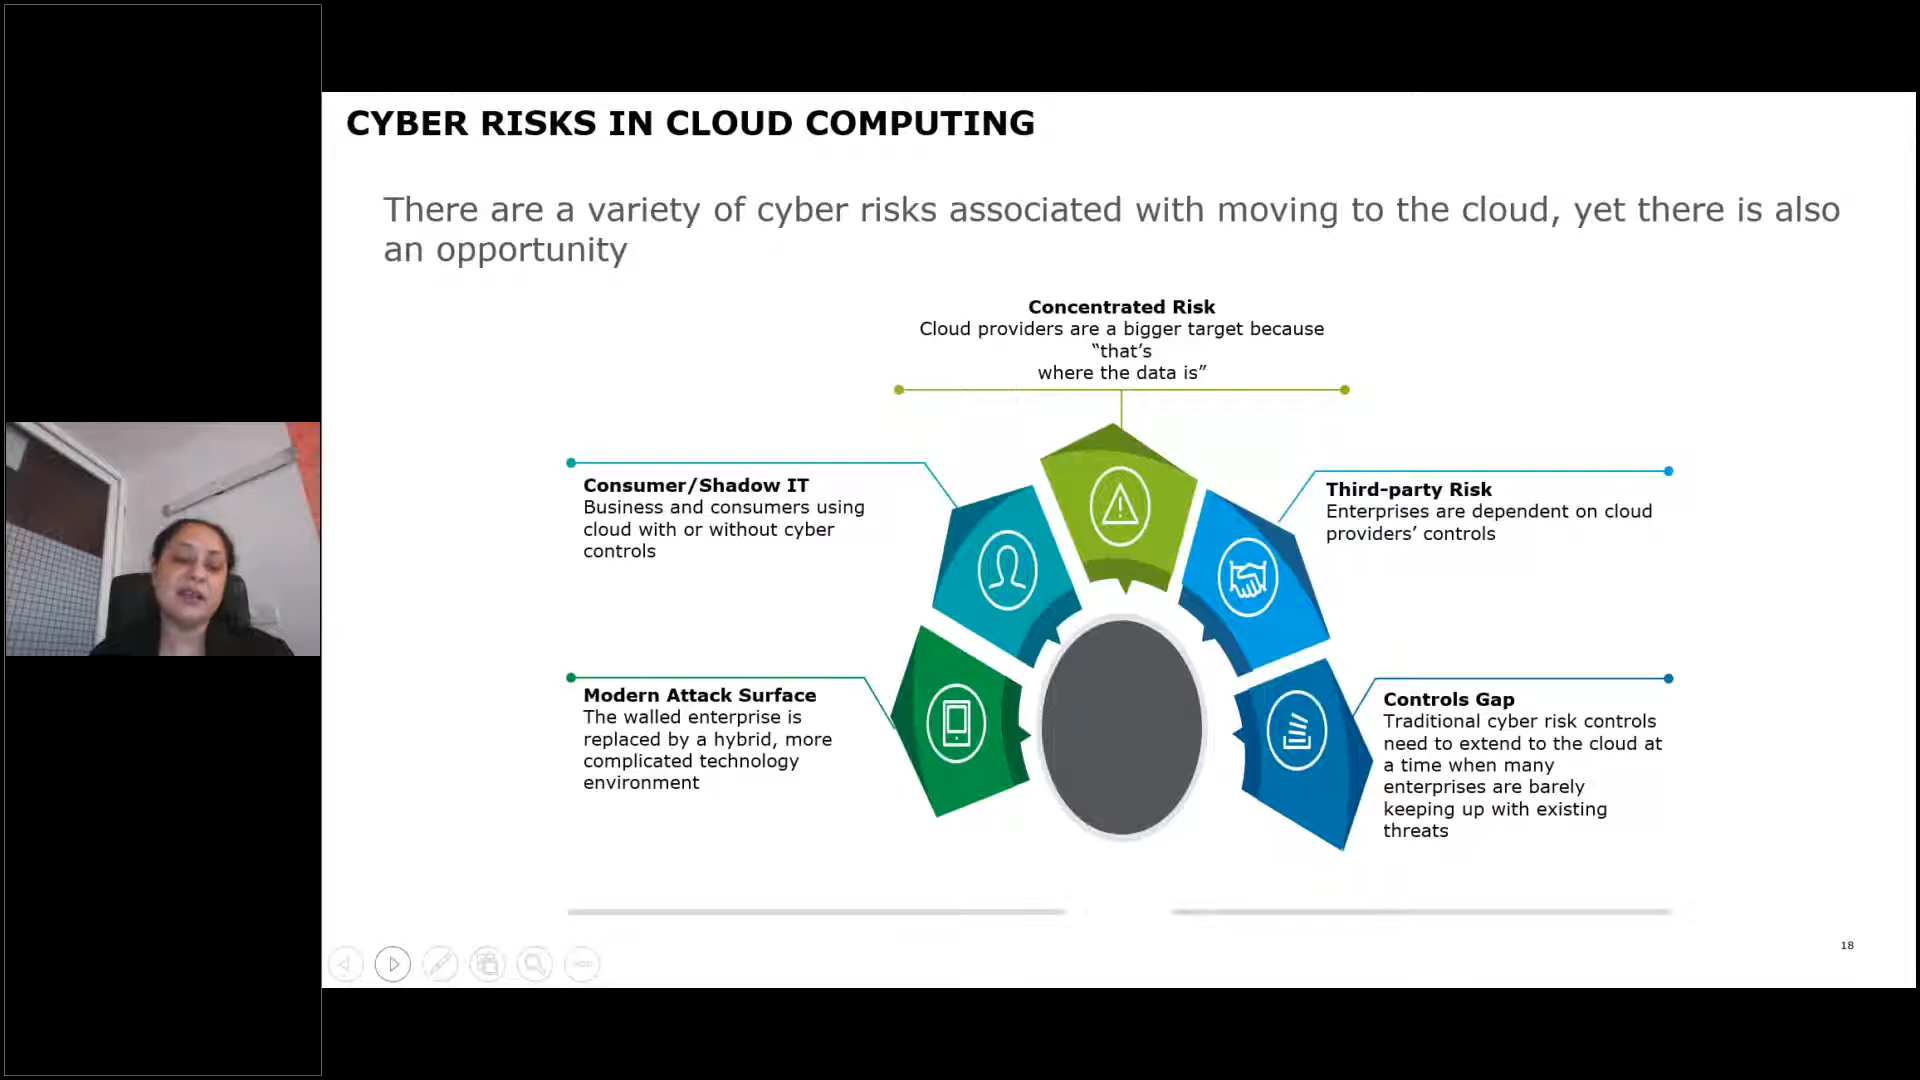 CYBER RISKS IN CLOUD COMPUTING
There are a variety of cyber risks associated with moving to the cloud, yet there is also
an opportunity
Concentrated Risk
Cloud providers are a bigger target because
“that’s
where the data is”
Consumer/Shadow IT
Business and consumers using
cloud with or without cyber
controls
Third-party Risk
Enterprises are dependent on cloud
providers’ controls
Modern Attack Surface
The walled enterprise is
replaced by a hybrid, more
complicated technology
environment
Controls Gap
Traditional cyber risk controls
need to extend to the cloud at
a time when many
enterprises are barely
keeping up with existing
threats
18